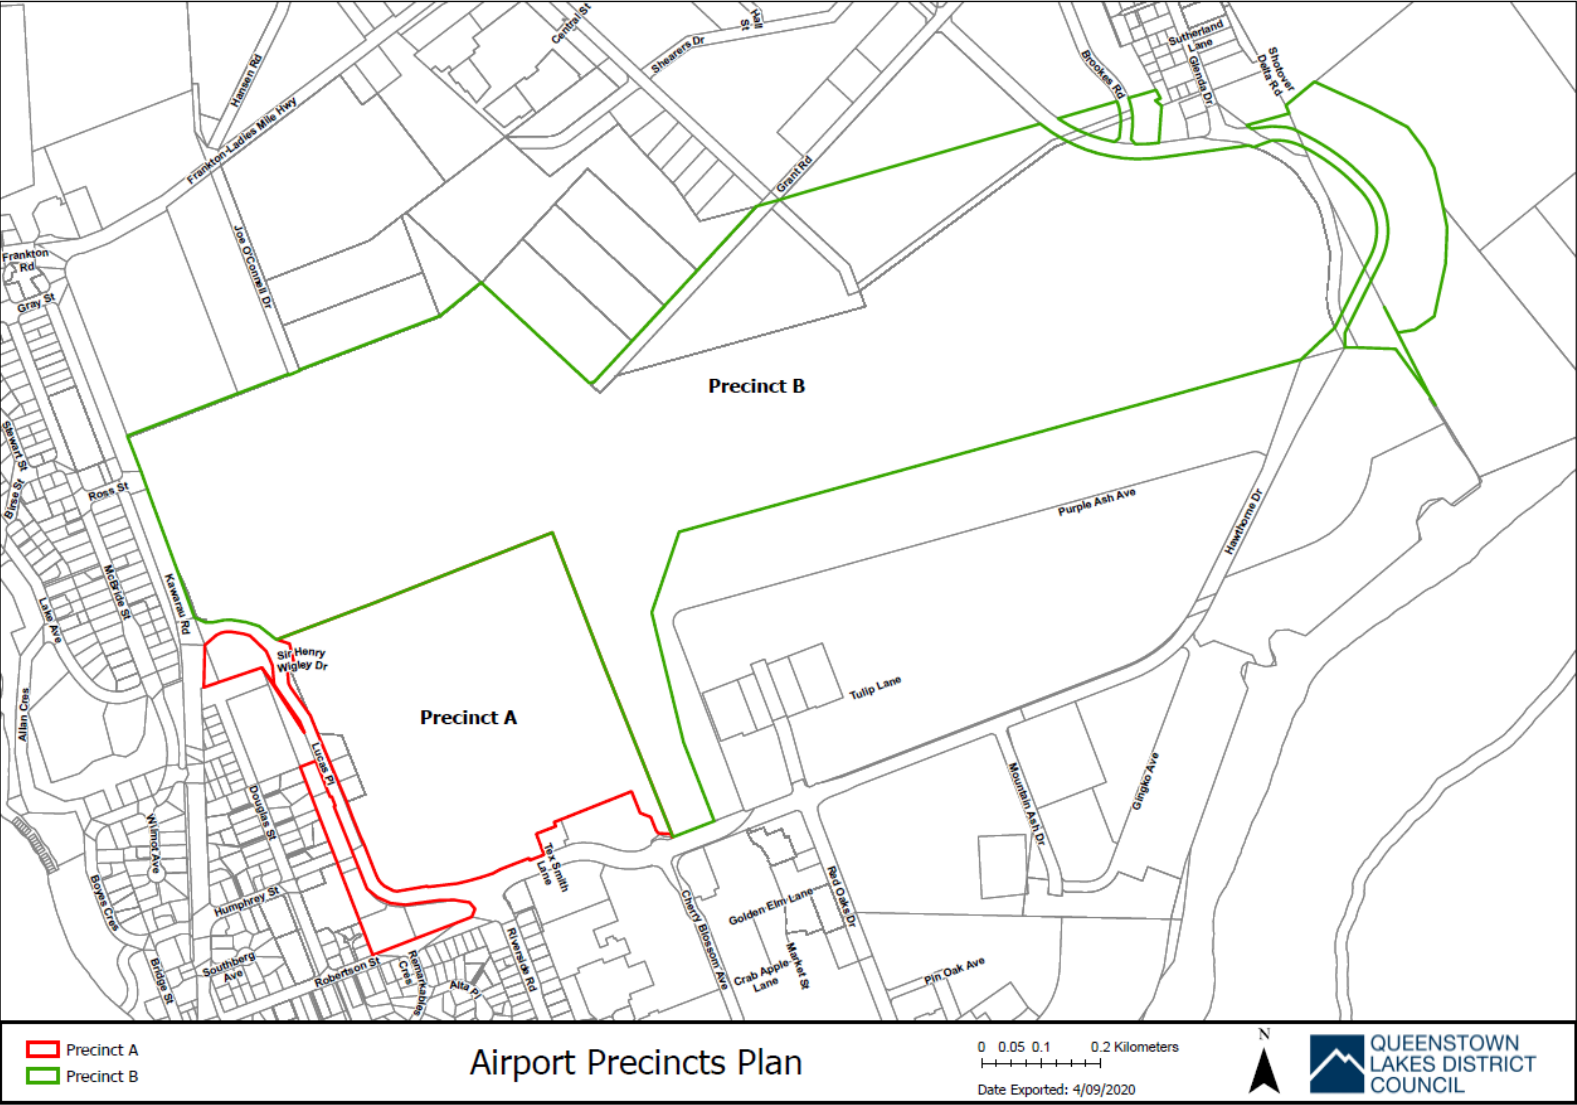 Hansen Rd
Central St
Hall
St
Shearers Dr
Brookes Rd
Sutherland
Lane
Glenda Dr
Shotover
Delta Rd
Frankton-Ladies Mile Hwy
Grant Rd
Joe O'Connell Dr
Frankton
Rd
Gray St
Precinct B
Stewart St
Birse St
Ross St
Purple Ash Ave
Hawthorne Dr
McBride St
Kawarau Rd
Lake Ave
Sir Henry
Wigley Dr
Allan Cres
Precinct A
Tulip Lane
Lucas Pl
Douglas St
Wilmot Ave
Mountain Ash Dr
Gingko Ave
Tex Smith
Lane
Boyes Cres
Humphrey St
Cherry Blossom Ave
Golden Elm Lane
Red Oaks Dr
Southberg
Ave
Bridge St
Robertson St
Remarkables
Cres
Alta Pl
Riverside Rd
Crab Apple
Lane
Market St
Pin Oak Ave
Precinct A
Precinct B
Airport Precincts Plan
0 0.05 0.1 0.2 Kilometers
Date Exported: 4/09/2020
N
QUEENSTOWN
LAKES DISTRICT
COUNCIL